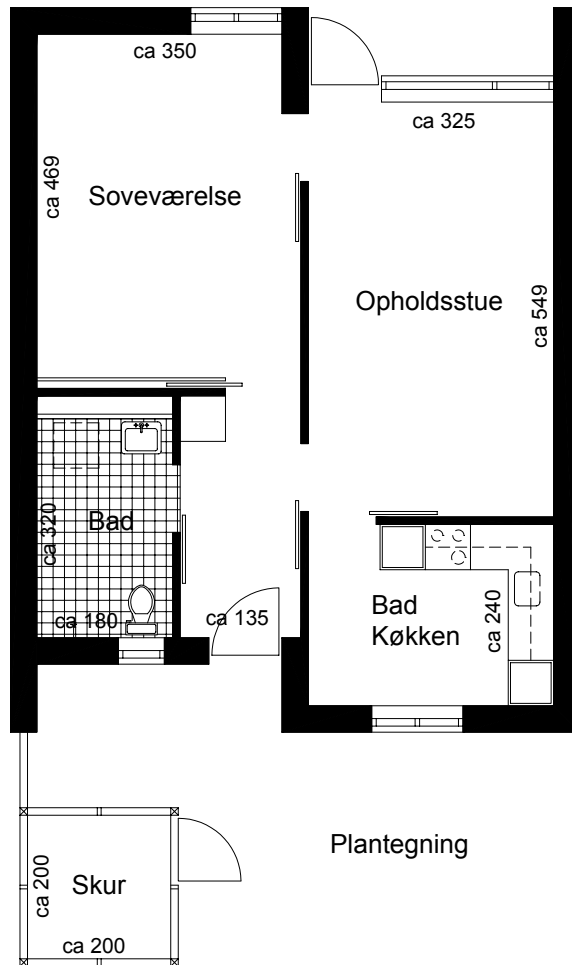 ca 350
ca 325
ca 469
Soveværelse
Opholdsstue
ca 549
Bad
ca 320
ca 180
ca 135
Bad
Køkken
ca 240
Plantegning
Skur
ca 200
ca 200